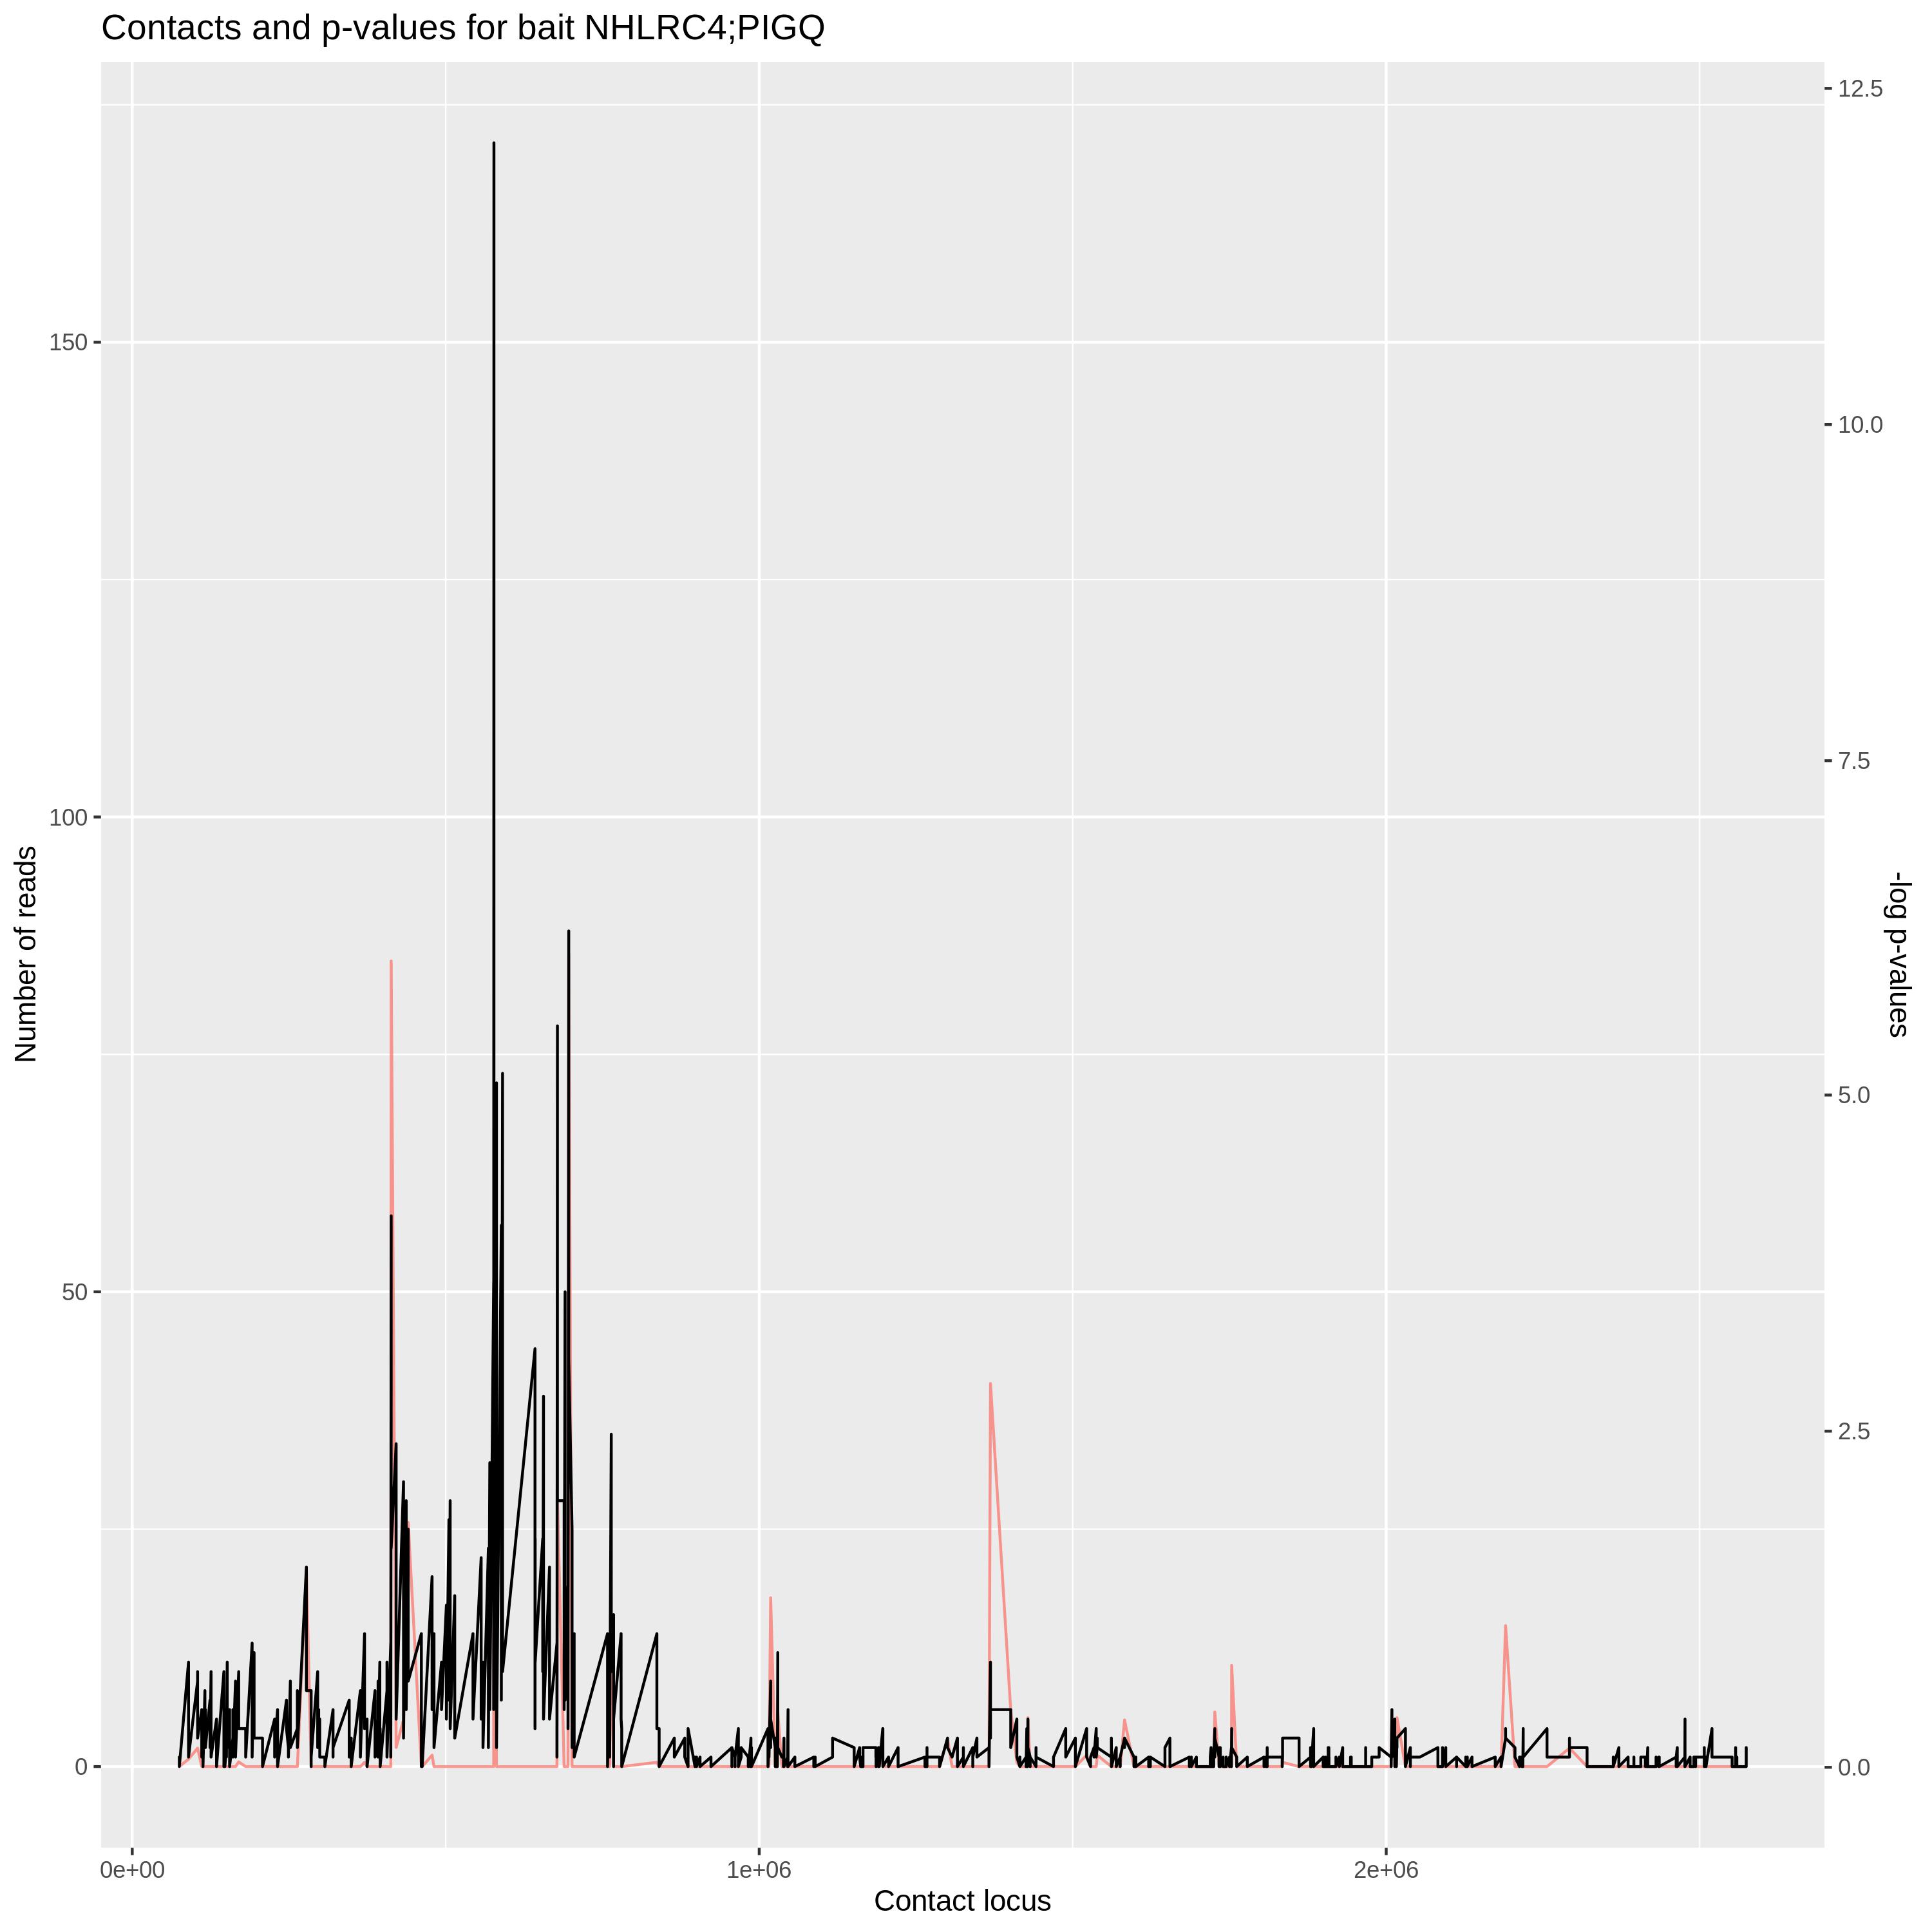 Contacts and p-values for bait NHLRC4;PIGQ
Number of reads
150
100
50
0
12.5
10.0
7.5
5.0
2.5
0.0
-log p-values
0e+00
1e+06
2e+06
Contact locus